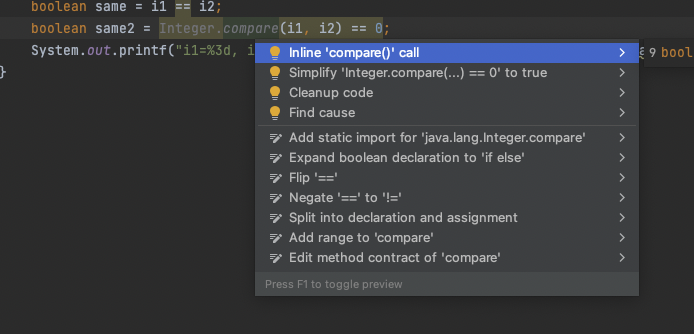 boolean same = i1 == i2;
boolean same2 = Integer.compare(i1, i2) == 0;
System.out.printf("i1=%3d, i
9 bool
}
Inline 'compare()' call
Simplify 'Integer.compare(...) == 0' to true
Cleanup code
Find cause
Add static import for 'java.lang.Integer.compare'
Expand boolean declaration to 'if else'
Flip '=='
Negate '==' to '!='
Split into declaration and assignment
Add range to 'compare'
Edit method contract of 'compare'
Press F1 to toggle preview